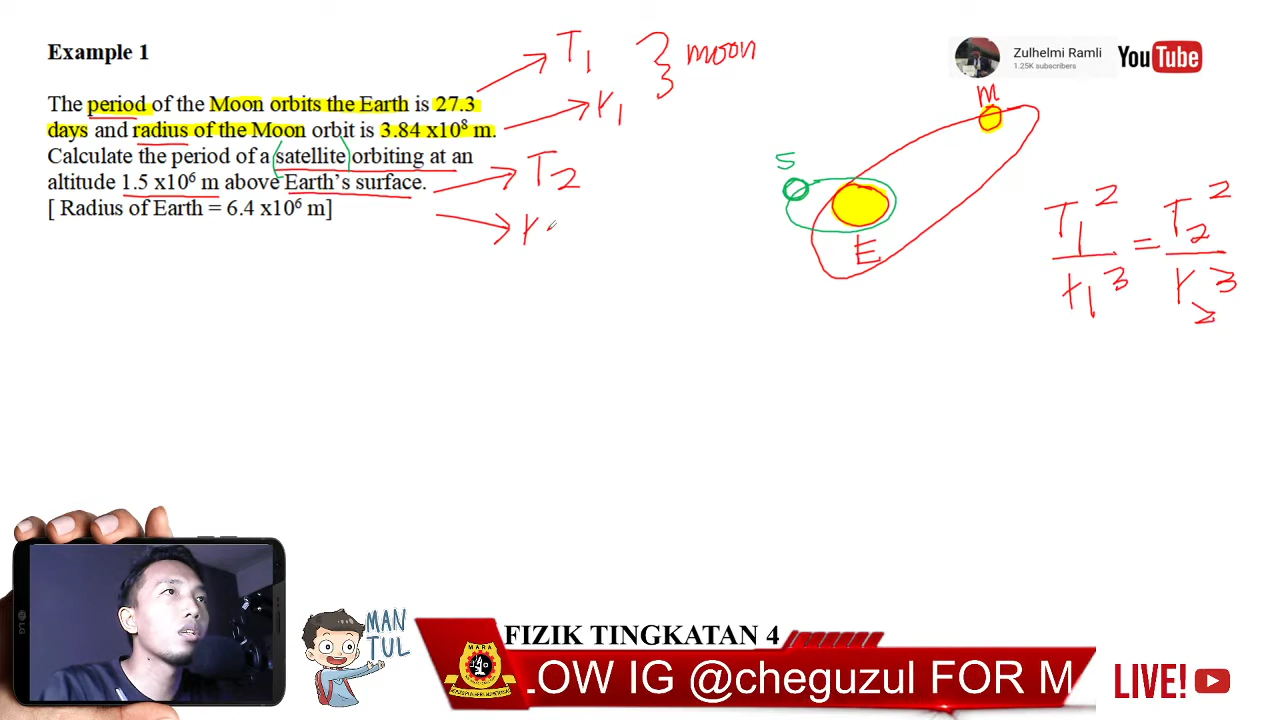 Example 1
The period of the Moon orbits the Earth is 27.3
days and radius of the Moon orbit is 3.84 x10⁸ m.
Calculate the period of a satellite orbiting at an
altitude 1.5 x10⁶ m above Earth's surface.
[ Radius of Earth = 6.4 x10⁶ m]
T₁
r₁
} moon
T₂
r
Zulhelmi Ramli
1.25K subscribers
YouTube
m
S
E
T₁² = T₂²
r₁³ r₂³
MAN
TUL
MARA
FIZIK TINGKATAN 4
LOW IG @cheguzul FOR M
LIVE!
LG